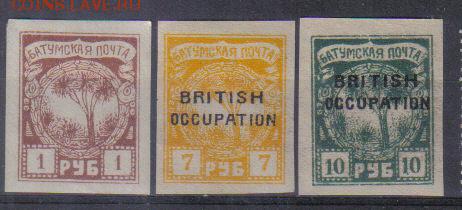 COINS.LAVE.RU
БАТУМСКАЯ ПОЧТА
1 РУБ 1
БАТУМСКАЯ ПОЧТА
BRITISH
OCCUPATION
7 РУБ 7
БАТУМСКАЯ ПОЧТА
BRITISH
OCCUPATION
10 РУБ 10